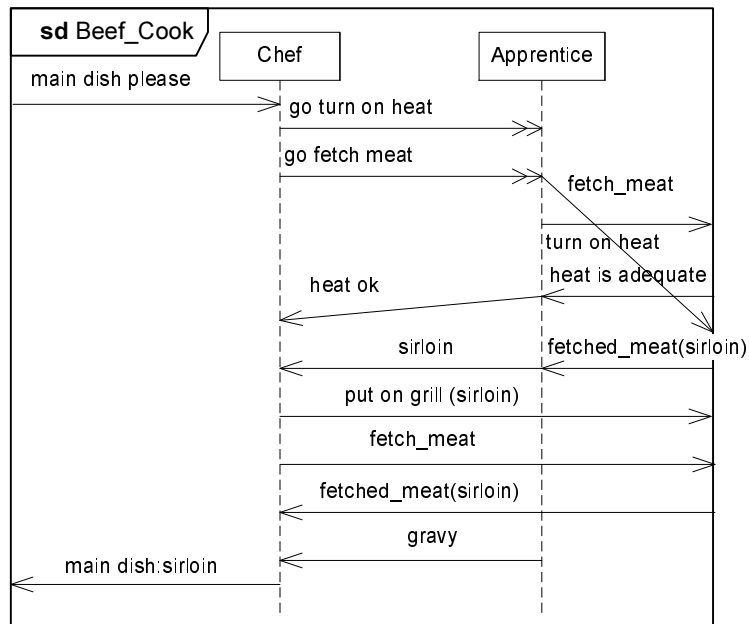 sd Beef_Cook
Chef
Apprentice
main dish please
go turn on heat
go fetch meat
fetch_meat
turn on heat
heat is adequate
heat ok
sirloin
fetched_meat(sirloin)
put on grill (sirloin)
fetch_meat
fetched_meat(sirloin)
gravy
main dish:sirloin